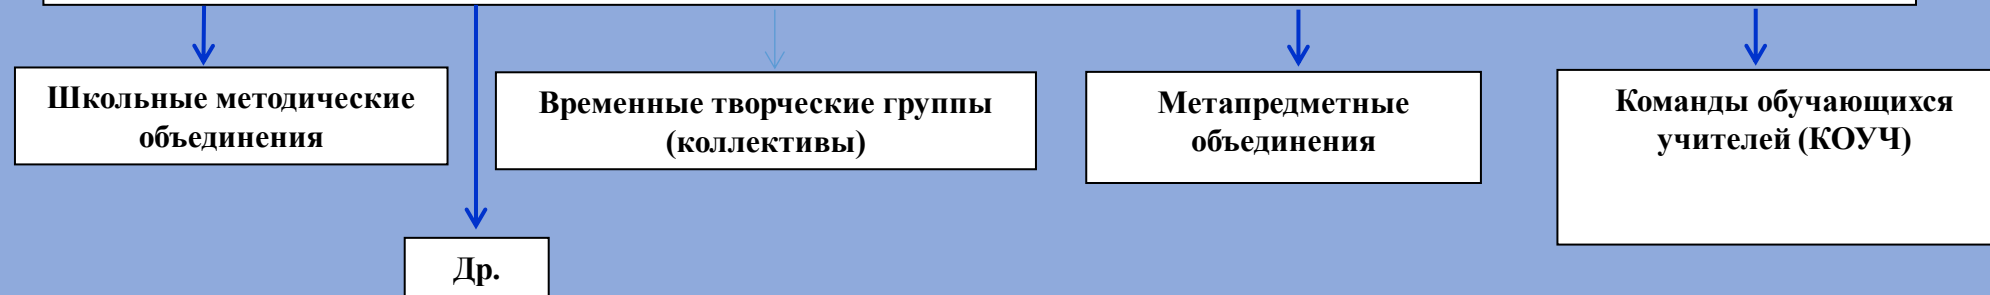 Школьные методические
объединения
Временные творческие группы
(коллективы)
Метапредметные
объединения
Команды обучающихся
учителей (КОУЧ)
Др.